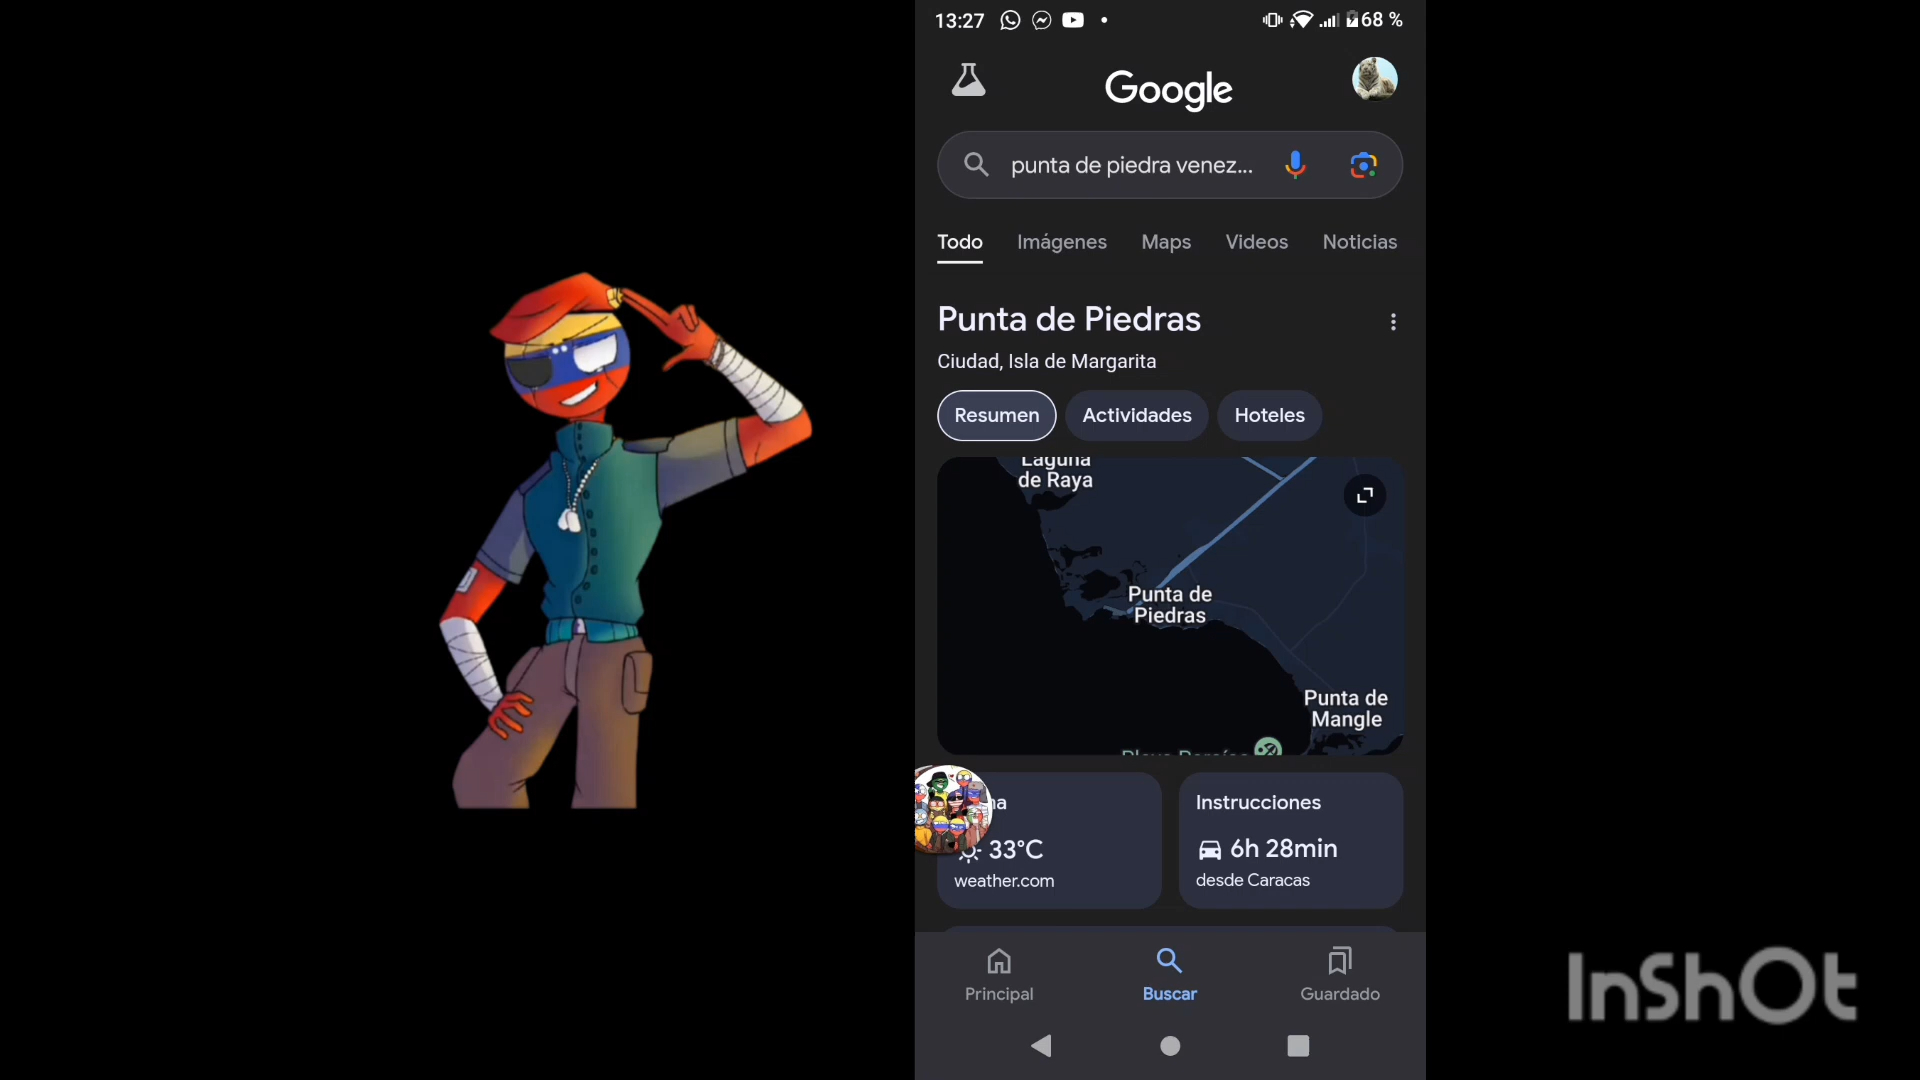 13:27
68 %
Google
punta de piedra venez...
Todo Imágenes Maps Videos Noticias
Punta de Piedras
Ciudad, Isla de Margarita
Resumen Actividades Hoteles
Laguna
de Raya
Punta de
Piedras
Punta de
Mangle
33°C
weather.com
Instrucciones
6h 28min
desde Caracas
Principal Buscar Guardado
InShOt